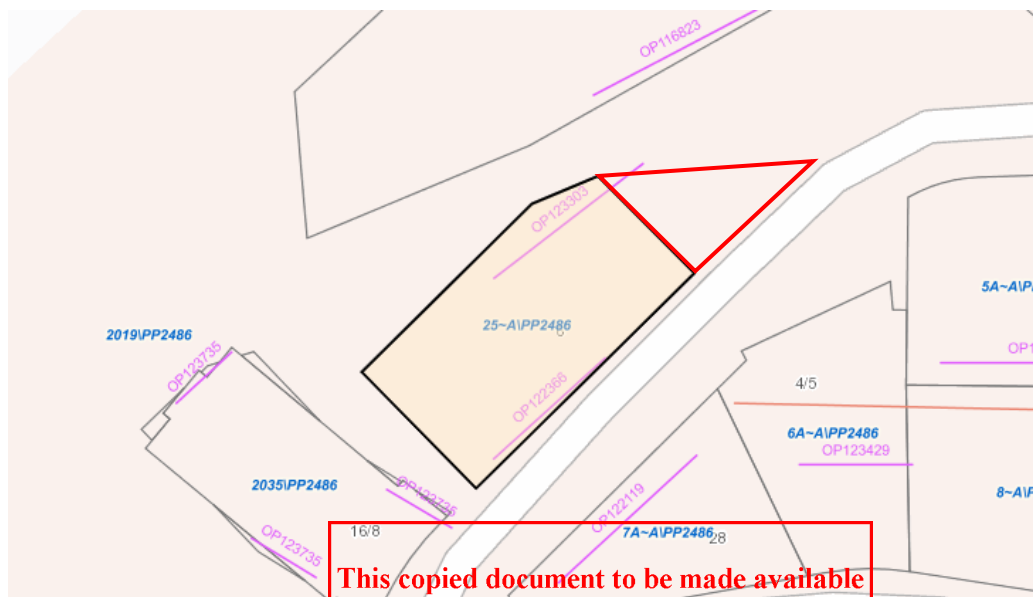 OP116823
OP123303
25~A\PP2486
6
5A~A\P
OP1
2019\PP2486
OP123735
4/5
OP122366
6A~A\PP2486
OP123429
2035\PP2486
8~A\P
OP122119
16/8
7A~A\PP2486
28
OP123735
This copied document to be made available